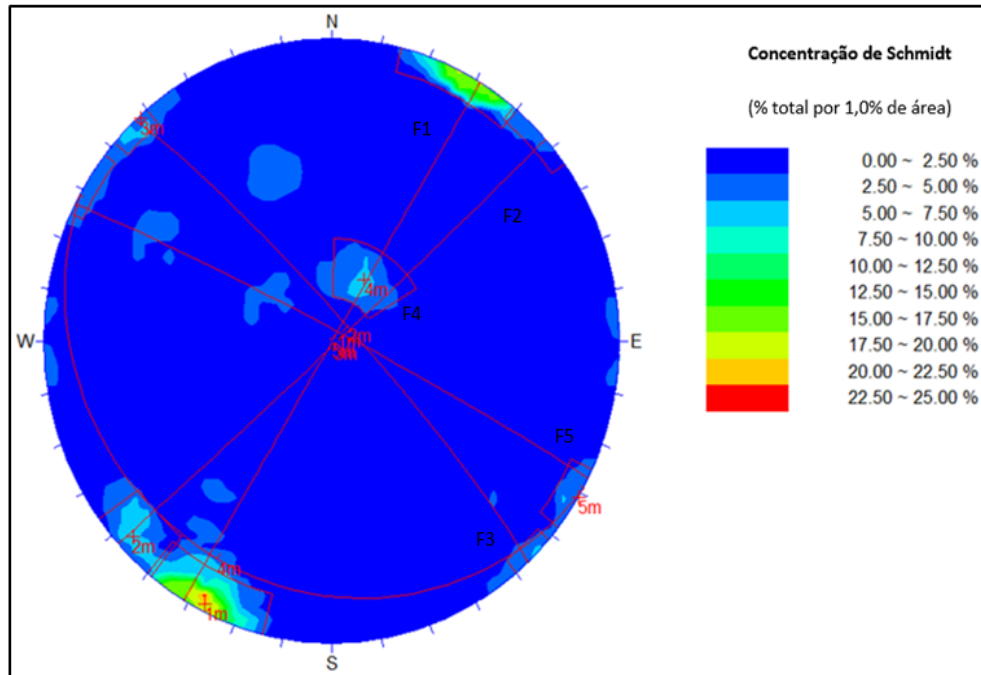 N
Concentração de Schmidt
(% total por 1,0% de área)
3m
F1
0.00 ~ 2.50 %
2.50 ~ 5.00 %
5.00 ~ 7.50 %
F2
7.50 ~ 10.00 %
10.00 ~ 12.50 %
4m
12.50 ~ 15.00 %
F4
15.00 ~ 17.50 %
W
E
17.50 ~ 20.00 %
20.00 ~ 22.50 %
22.50 ~ 25.00 %
F5
5m
F3
2m
4m
1
1m
S